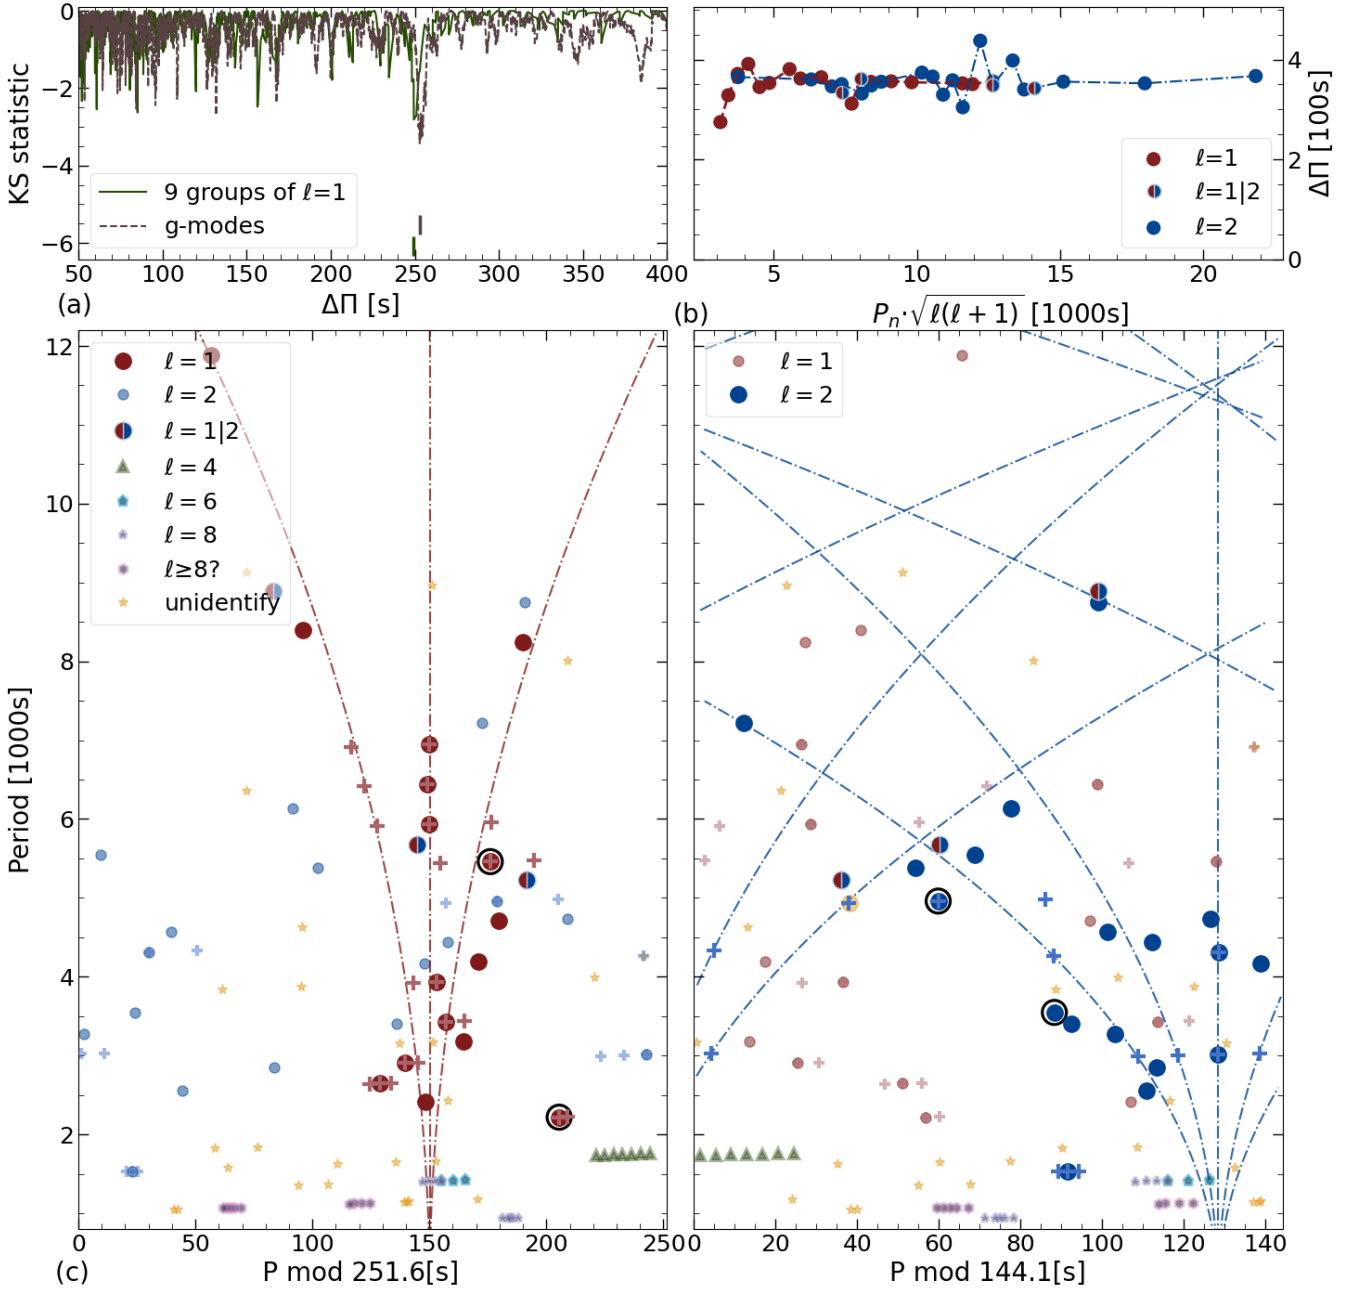 0
−2
−4
−6
KS statistic
9 groups of ℓ=1
g-modes
50 100 150 200 250 300 350 400
(a)
ΔΠ [s]
4
2
0
ΔΠ [100s]
ℓ=1
ℓ=1|2
ℓ=2
5 10 15 20
(b)
Pₙ·√ℓ(ℓ + 1) [1000s]
12
10
8
6
4
2
Period [1000s]
ℓ = 1
ℓ = 2
ℓ = 1|2
ℓ = 4
ℓ = 6
ℓ = 8
ℓ≥8?
unidentify
0 50 100 150 200 250
(c)
P mod 251.6[s]
ℓ = 1
ℓ = 2
0 20 40 60 80 100 120 140
P mod 144.1[s]